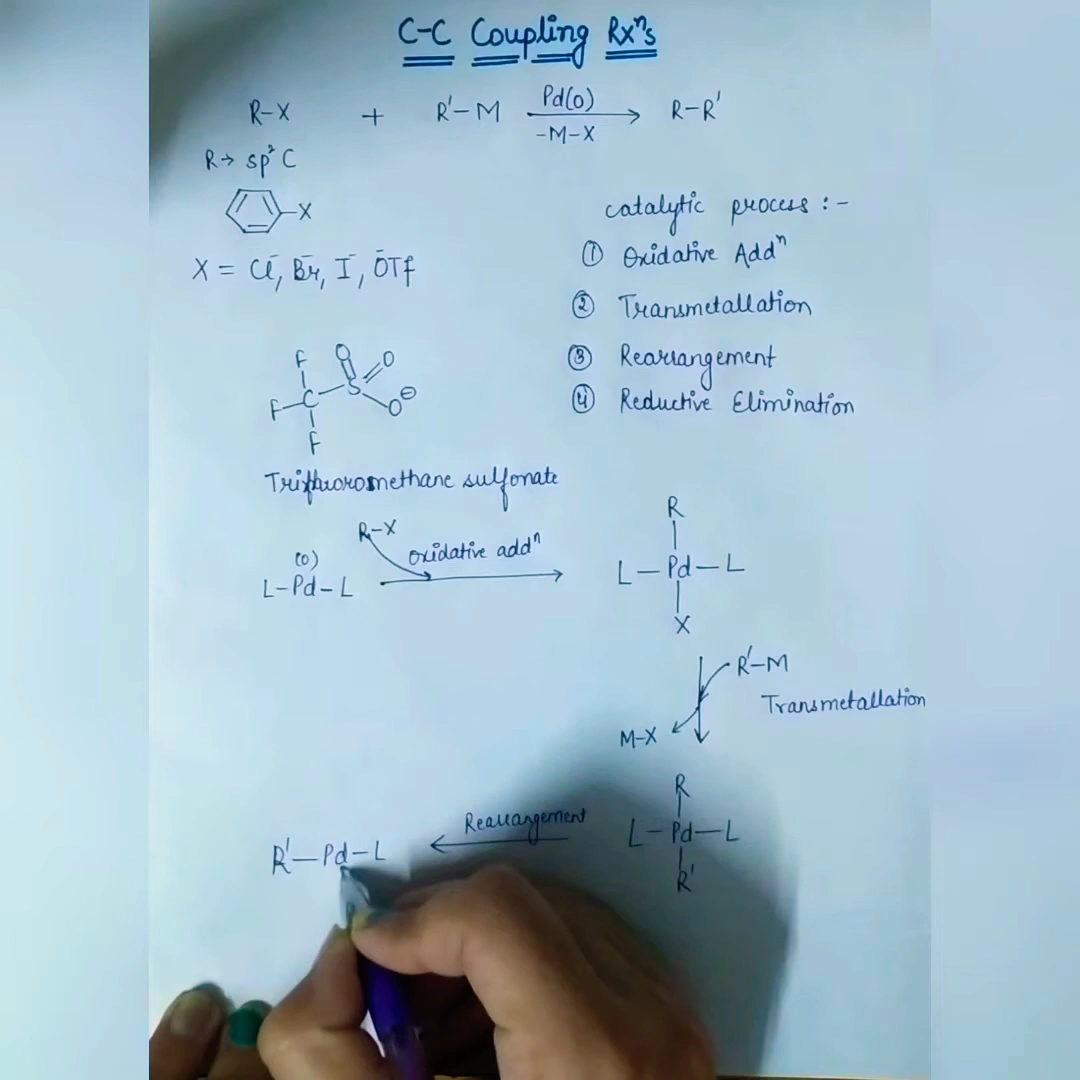 C-C Coupling Rxⁿs
R-X + R'-M Pd(0) → R-R'
-M-X
R→ sp² C
X
X = Cl⁻, Br⁻, I⁻, ⁻OTf
catalytic process :-
① Oxidative Addⁿ
② Transmetallation
③ Rearrangement
④ Reductive Elimination
F O O
F C S O⊖
F
Trifluoromethane sulfonate
R-X
(0) oxidative addⁿ
L-Pd-L
R
L-Pd-L
X
R'-M
Transmetallation
M-X
R
L-Pd-L
R'
Rearrangement
R'-Pd-L